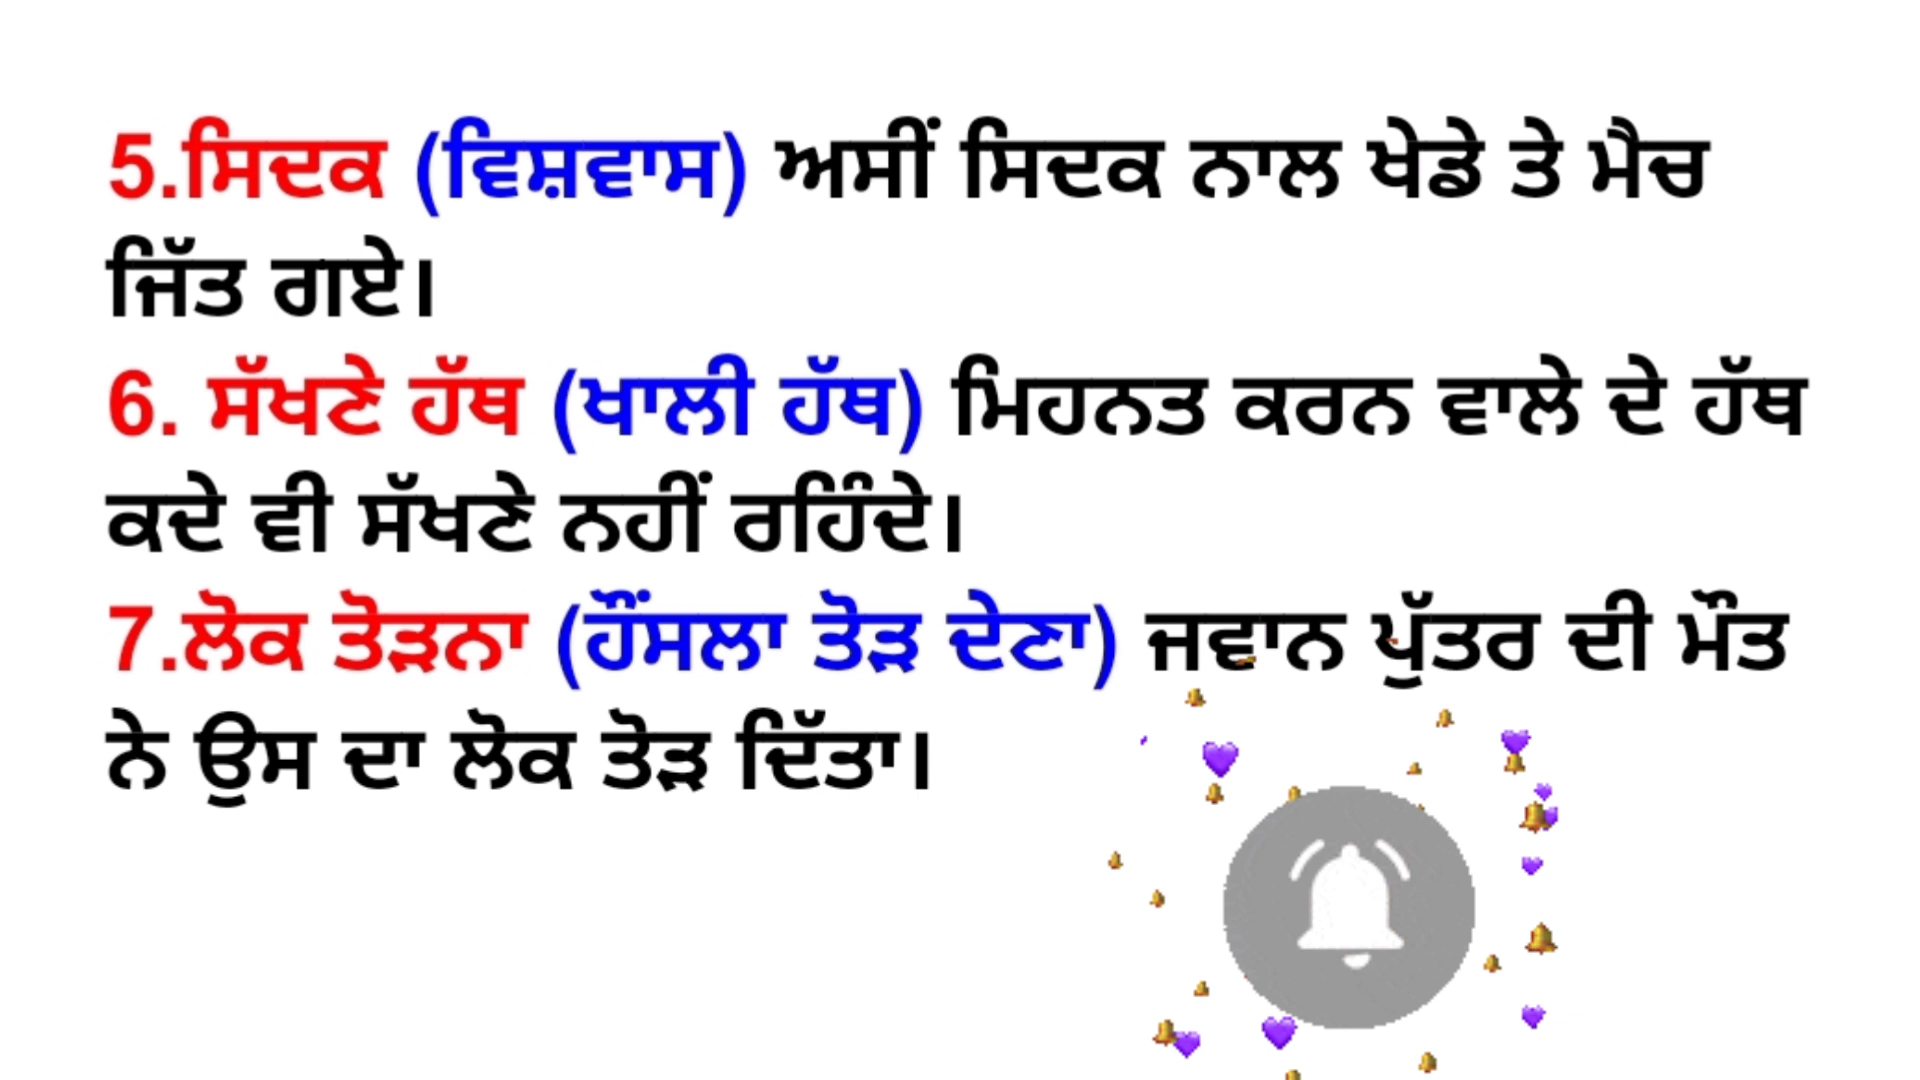 5.ਸਿਦਕ (ਵਿਸ਼ਵਾਸ) ਅਸੀਂ ਸਿਦਕ ਨਾਲ ਖੇਡੇ ਤੇ ਮੈਚ
ਜਿੱਤ ਗਏ।
6. ਸੱਖਣੇ ਹੱਥ (ਖਾਲੀ ਹੱਥ) ਮਿਹਨਤ ਕਰਨ ਵਾਲੇ ਦੇ ਹੱਥ
ਕਦੇ ਵੀ ਸੱਖਣੇ ਨਹੀਂ ਰਹਿੰਦੇ।
7.ਲੋਕ ਤੋੜਨਾ (ਹੌਂਸਲਾ ਤੋੜ ਦੇਣਾ) ਜਵਾਨ ਪੁੱਤਰ ਦੀ ਮੌਤ
ਨੇ ਉਸ ਦਾ ਲੋਕ ਤੋੜ ਦਿੱਤਾ।